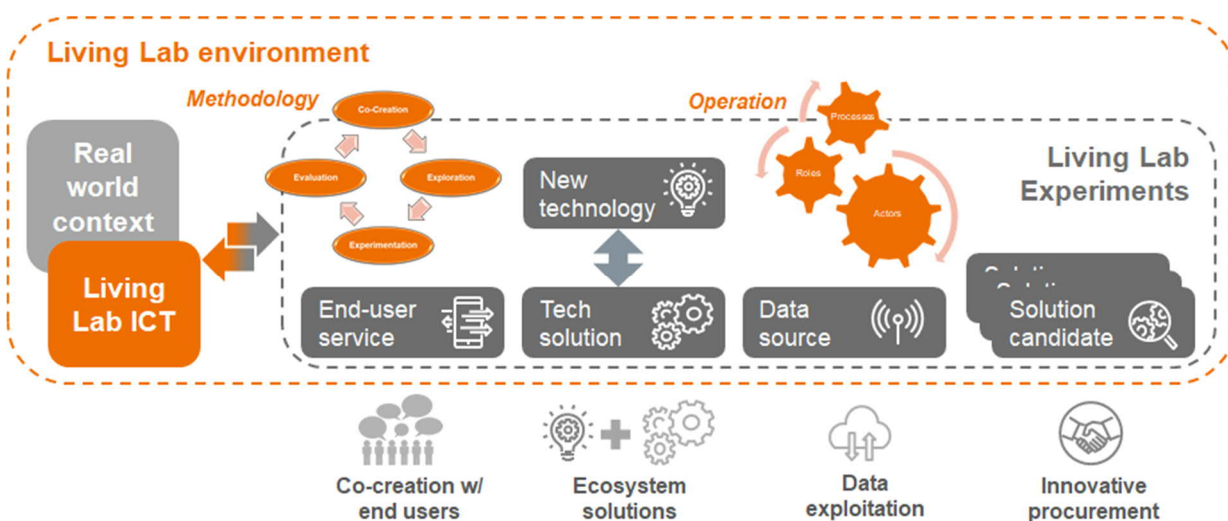 Living Lab environment
Methodology
Operation
Co-Creation
Evaluation
Exploration
Experimentation
Processes
Roles
Actors
Real
world
context
Living
Lab ICT
Living Lab
Experiments
New
technology
End-user
service
Tech
solution
Data
source
Solution
candidate
Co-creation w/
end users
Ecosystem
solutions
Data
exploitation
Innovative
procurement